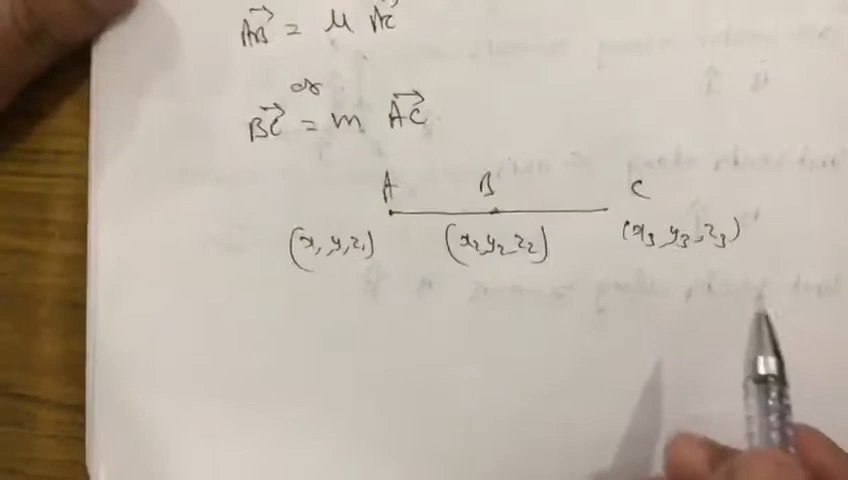 AB⃗ = μ AC⃗
or
BC⃗ = m AC⃗
A B C
(x₁, y₁, z₁) (x₂, y₂, z₂) (x₃, y₃, z₃)